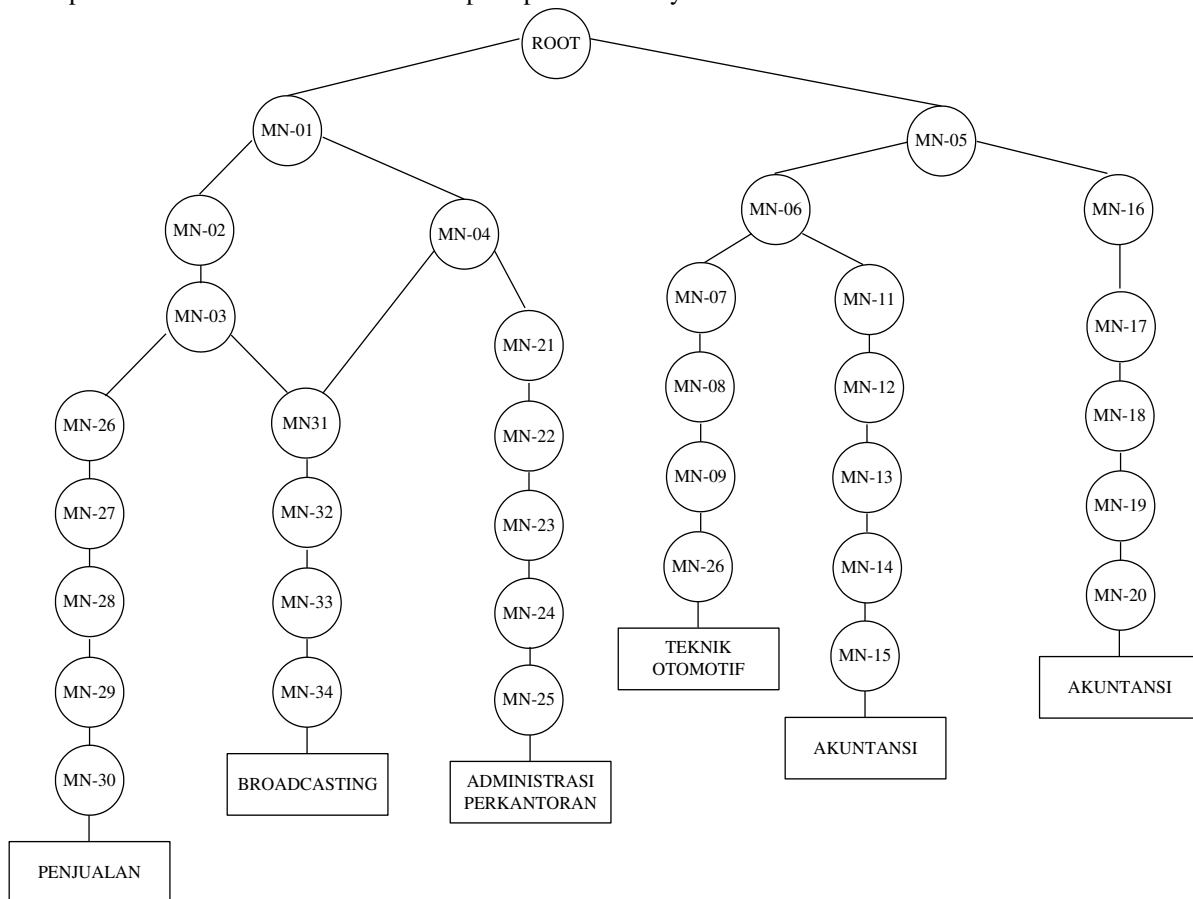 ROOT
MN-01
MN-05
MN-02
MN-04
MN-06
MN-16
MN-03
MN-07
MN-11
MN-21
MN-17
MN-26
MN31
MN-08
MN-12
MN-22
MN-18
MN-27
MN-32
MN-09
MN-13
MN-23
MN-19
MN-28
MN-33
MN-26
MN-14
MN-24
MN-20
MN-29
MN-34
TEKNIK
OTOMOTIF
MN-15
MN-25
AKUNTANSI
MN-30
BROADCASTING
ADMINISTRASI
PERKANTORAN
AKUNTANSI
PENJUALAN